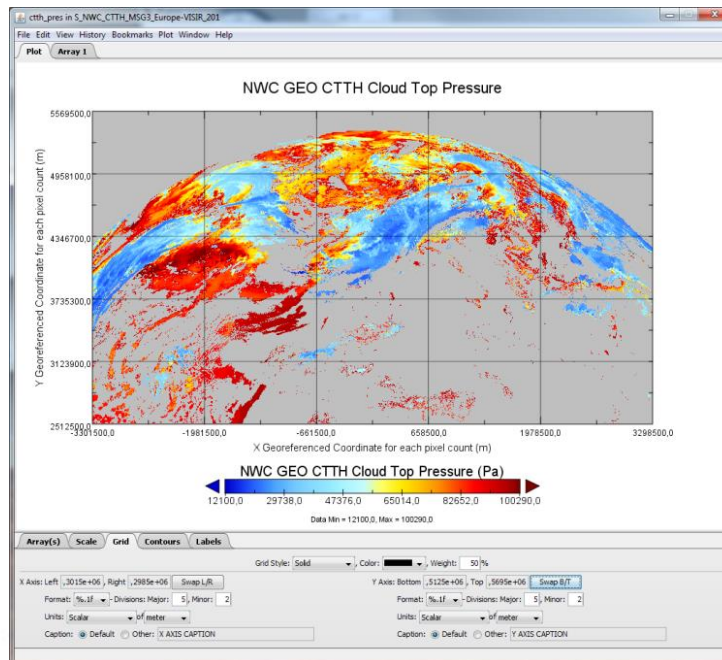 ctth_pres in S_NWC_CTTH_MSG3_Europe-VISIR_201
File Edit View History Bookmarks Plot Window Help
Plot Array 1
NWC GEO CTTH Cloud Top Pressure
5569500,0
4958100,0
4346700,0
3735300,0
3123900,0
2512500,0
Y Georeferenced Coordinate for each pixel count (m)
-3301500,0 -1981500,0 -661500,0 658500,0 1978500,0 3298500,0
X Georeferenced Coordinate for each pixel count (m)
NWC GEO CTTH Cloud Top Pressure (Pa)
12100,0 29738,0 47376,0 65014,0 82652,0 100290,0
Data Min = 12100,0, Max = 100290,0
Array(s) Scale Grid Contours Labels
Grid Style: Solid , Color: , Weight: 50 %
X Axis: Left .3015e+06 , Right .2985e+06 Swap L/R Y Axis: Bottom .5125e+06 , Top .5695e+06 Swap B/T
Format: %.1f - Divisions: Major: 5 , Minor: 2 Format: %.1f - Divisions: Major: 5 , Minor: 2
Units: Scalar of meter Units: Scalar of meter
Caption: Default Other: X AXIS CAPTION Caption: Default Other: Y AXIS CAPTION